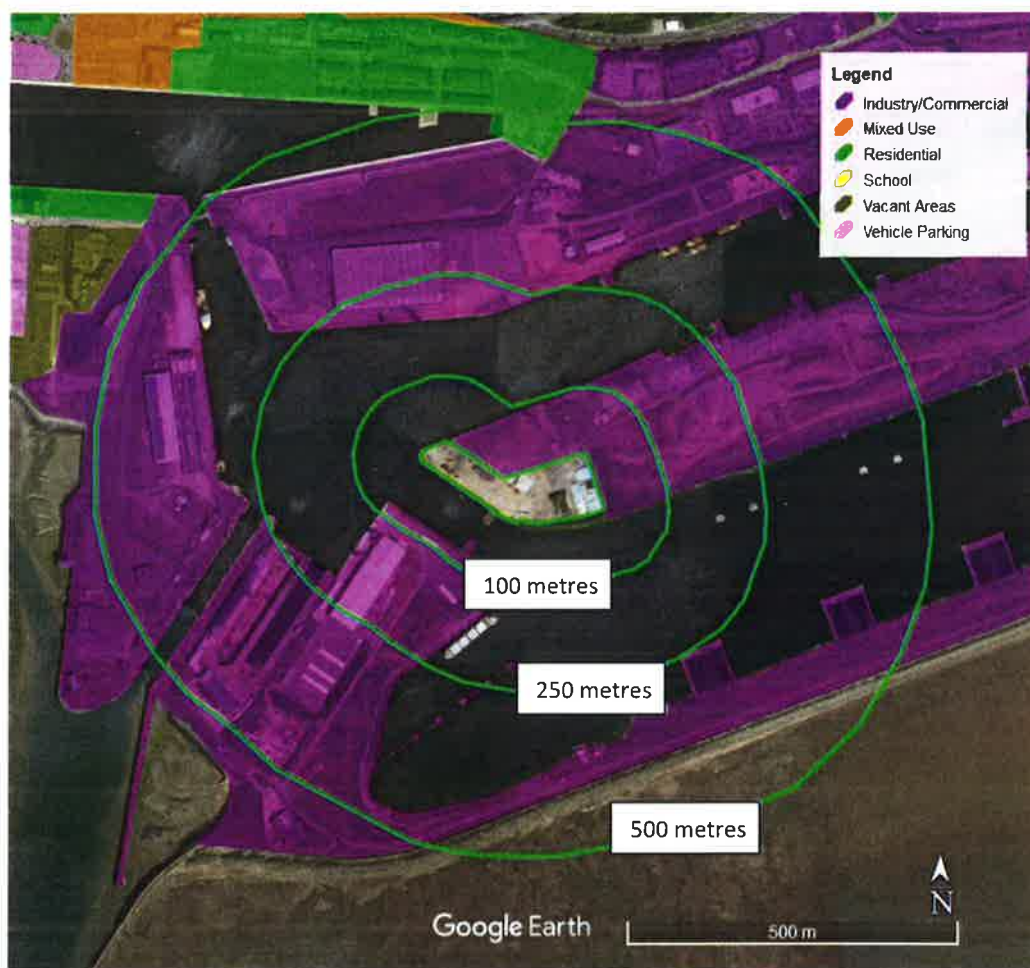 Legend
Industry/Commercial
Mixed Use
Residential
School
Vacant Areas
Vehicle Parking
100 metres
250 metres
500 metres
N
Google Earth
500 m